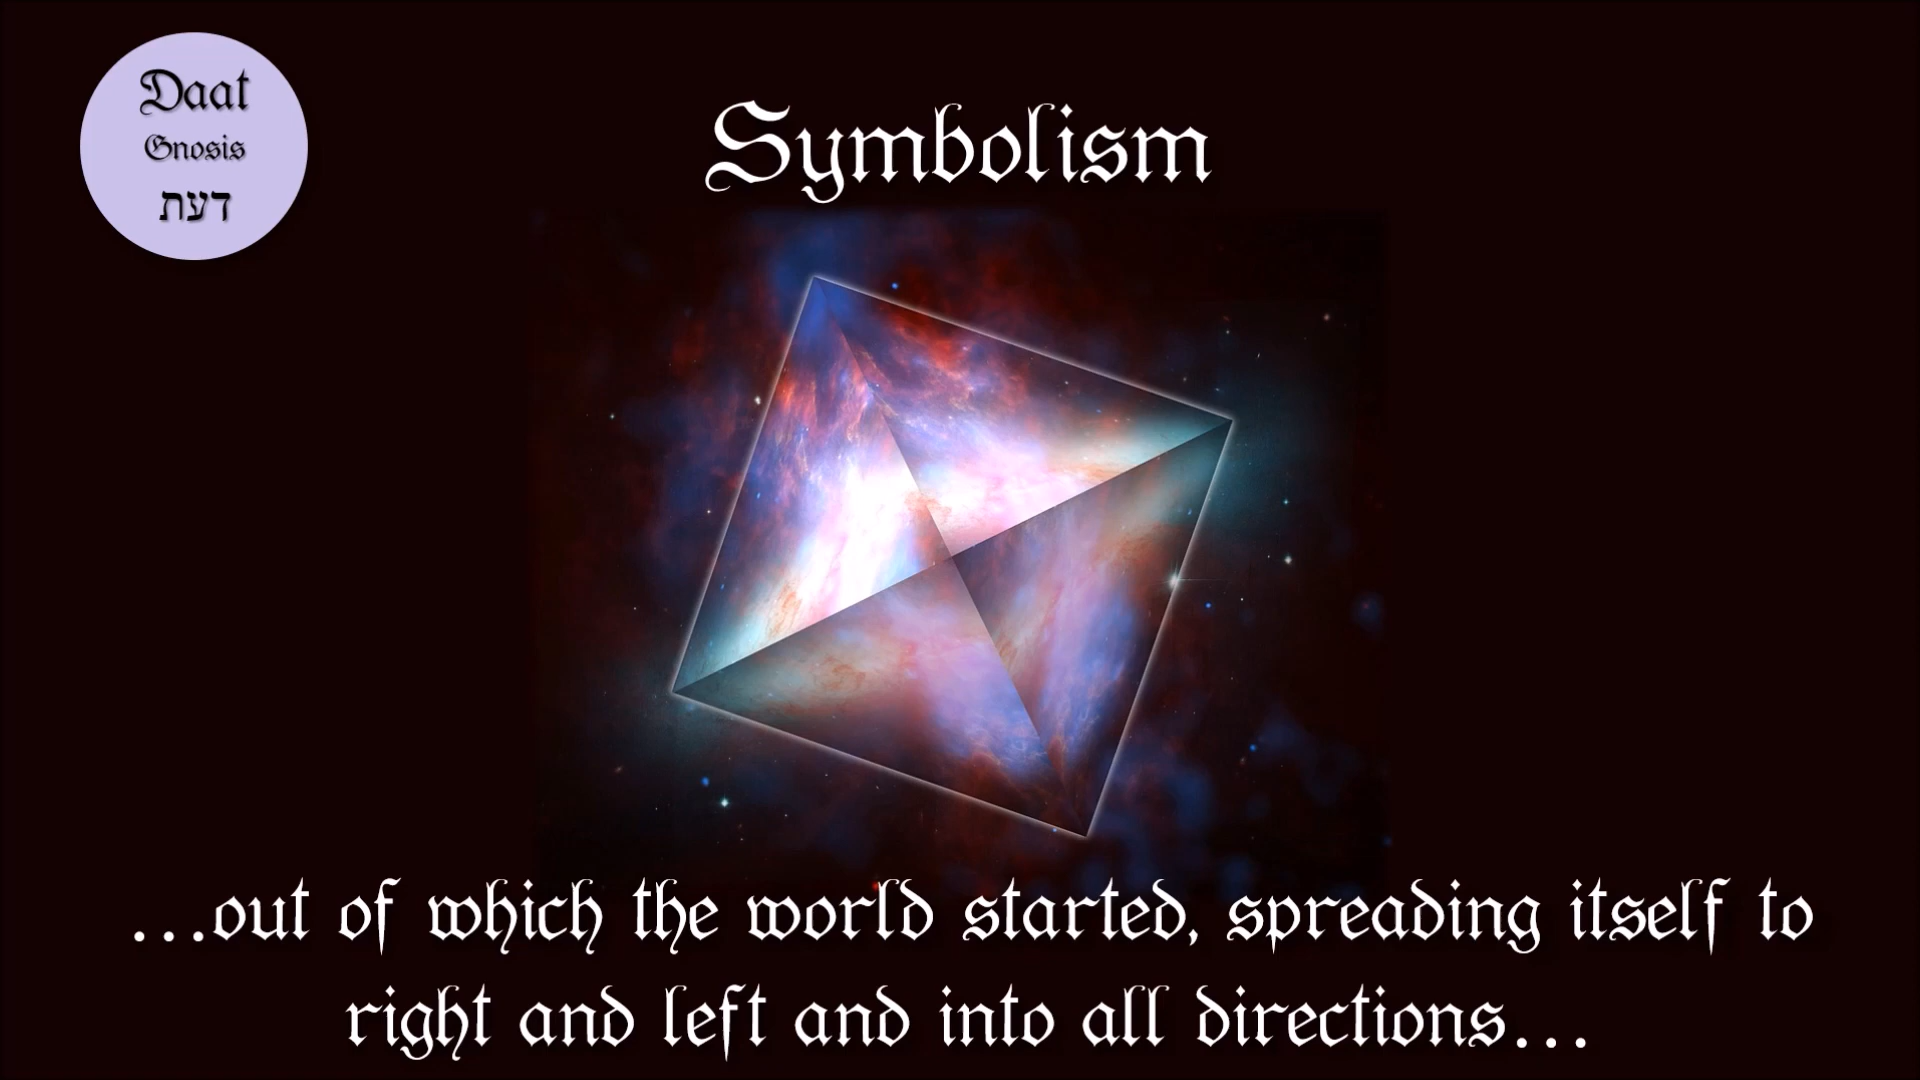 Daat
Gnosis
דעת
Symbolism
...out of which the world started, spreading itself to
right and left and into all directions...